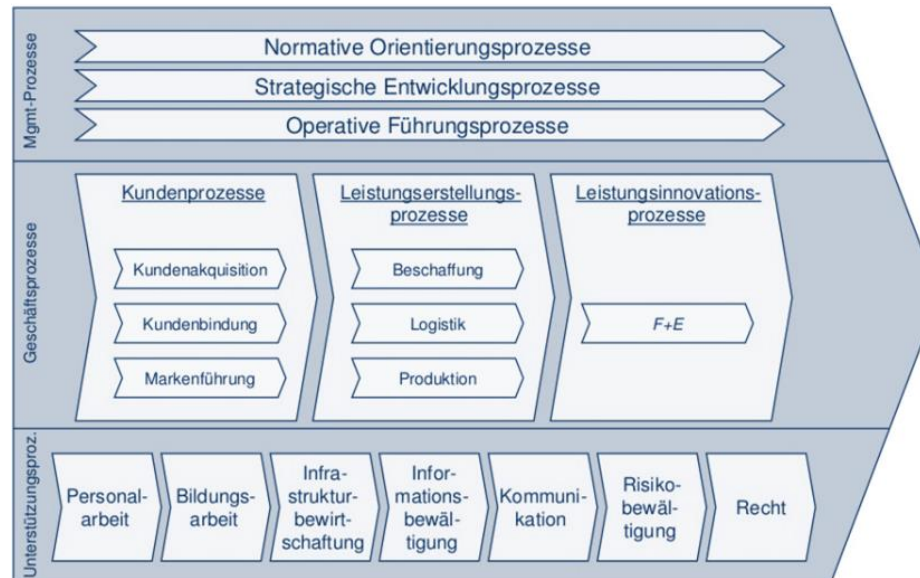 Mgmt-Prozesse
Normative Orientierungsprozesse
Strategische Entwicklungsprozesse
Operative Führungsprozesse
Geschäftsprozesse
Kundenprozesse
Kundenakquisition
Kundenbindung
Markenführung
Leistungserstellungs-
prozesse
Beschaffung
Logistik
Produktion
Leistungsinnovations-
prozesse
F+E
Unterstützungsproz.
Personal-
arbeit
Bildungs-
arbeit
Infra-
struktur-
bewirt-
schaftung
Infor-
mations-
bewäl-
tigung
Kommuni-
kation
Risiko-
bewäl-
tigung
Recht